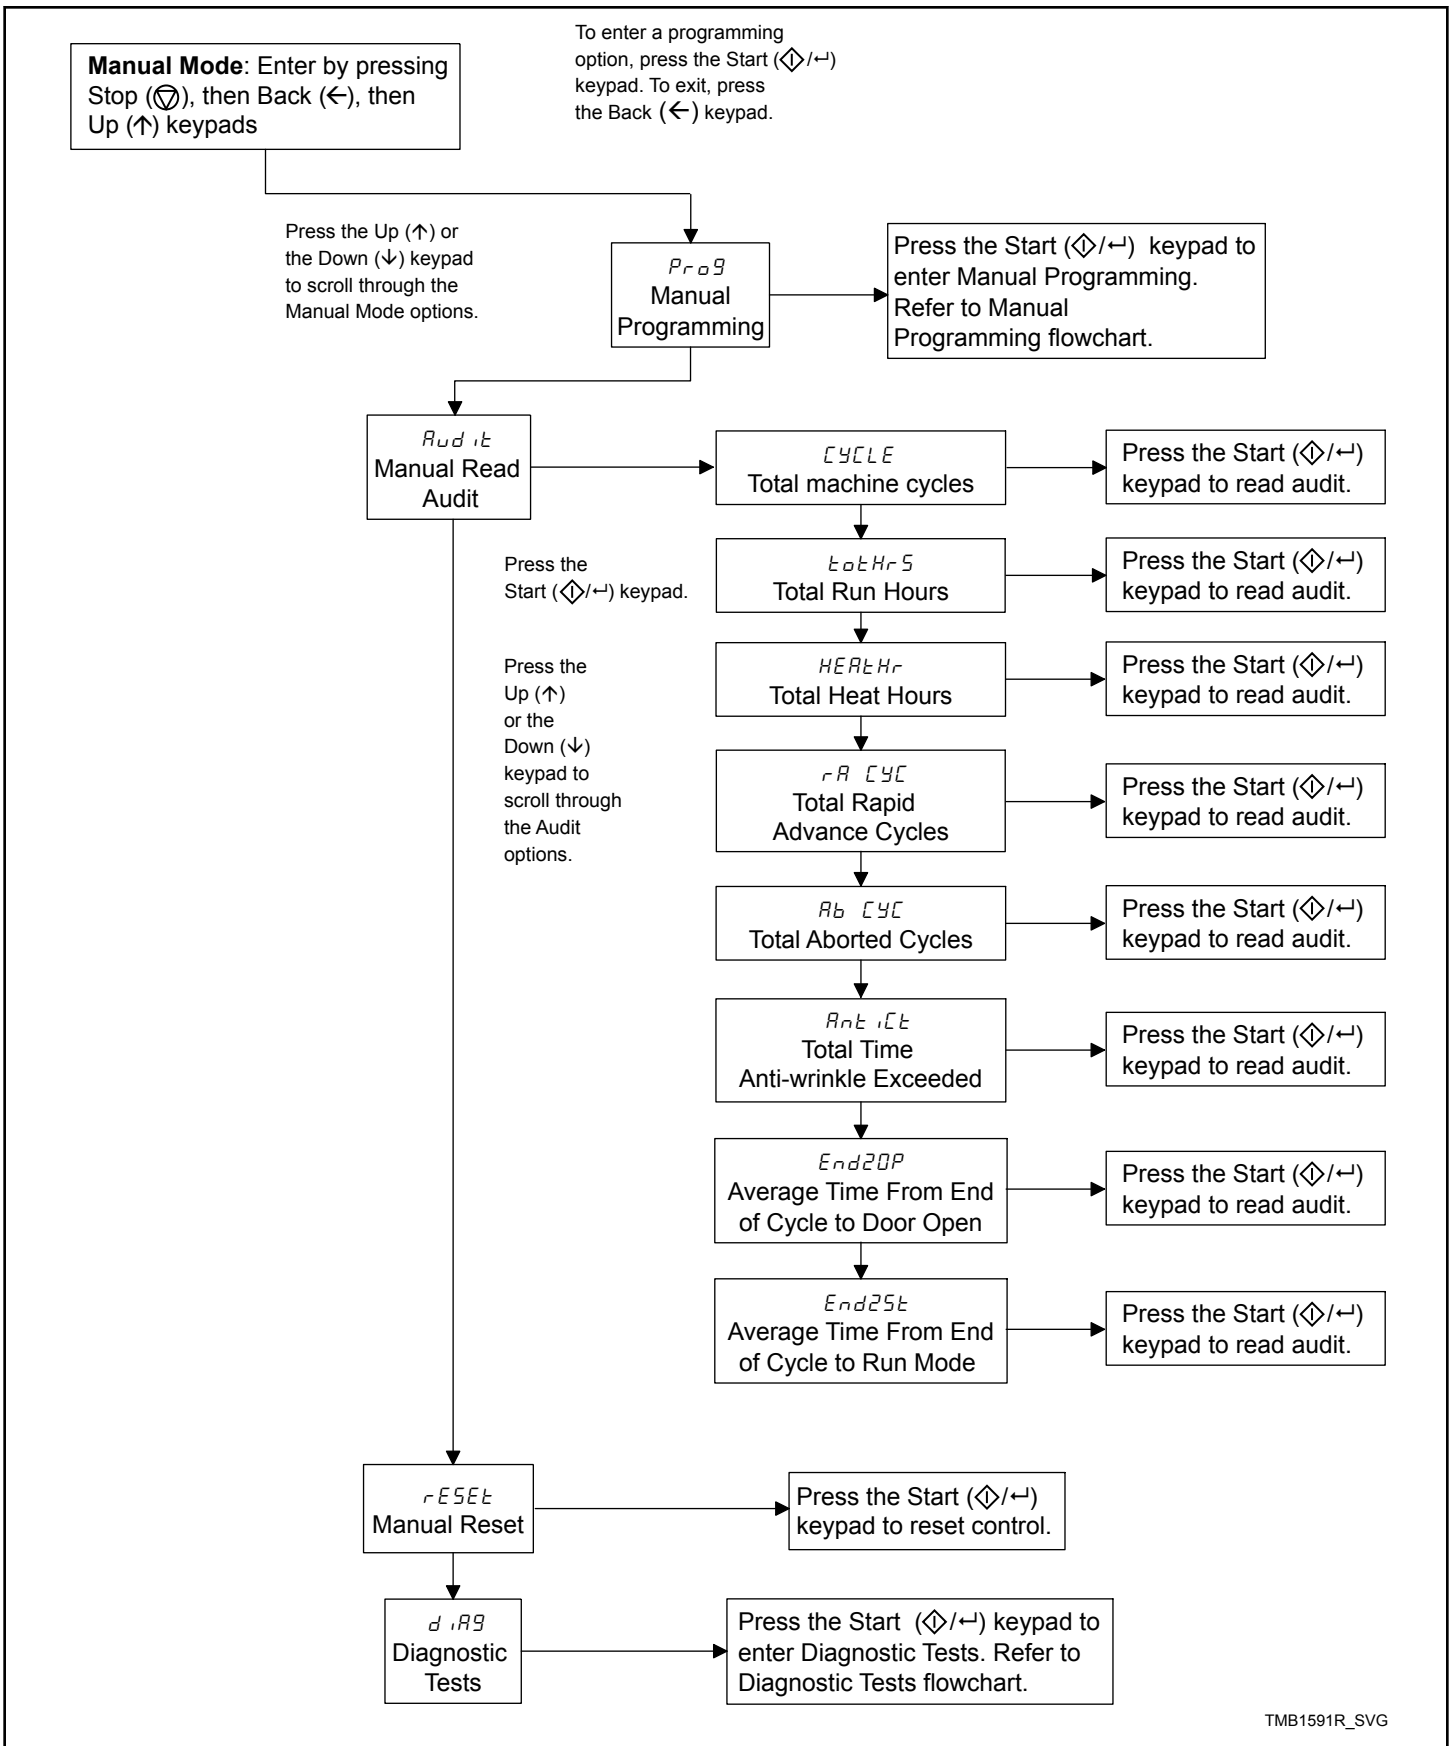 Manual Mode: Enter by pressing
Stop (⎊), then Back (←), then
Up (↑) keypads
To enter a programming
option, press the Start (⎋/↵)
keypad. To exit, press
the Back (←) keypad.
Press the Up (↑) or
the Down (↓) keypad
to scroll through the
Manual Mode options.
Prog
Manual
Programming
Press the Start (⎋/↵) keypad to
enter Manual Programming.
Refer to Manual
Programming flowchart.
Audit
Manual Read
Audit
CYCLE
Total machine cycles
Press the Start (⎋/↵)
keypad to read audit.
Press the
Start (⎋/↵) keypad.
totHrS
Total Run Hours
Press the Start (⎋/↵)
keypad to read audit.
Press the
Up (↑)
or the
Down (↓)
keypad to
scroll through
the Audit
options.
HEAtHr
Total Heat Hours
Press the Start (⎋/↵)
keypad to read audit.
rA CYC
Total Rapid
Advance Cycles
Press the Start (⎋/↵)
keypad to read audit.
Ab CYC
Total Aborted Cycles
Press the Start (⎋/↵)
keypad to read audit.
AntiCt
Total Time
Anti-wrinkle Exceeded
Press the Start (⎋/↵)
keypad to read audit.
End2OP
Average Time From End
of Cycle to Door Open
Press the Start (⎋/↵)
keypad to read audit.
End2St
Average Time From End
of Cycle to Run Mode
Press the Start (⎋/↵)
keypad to read audit.
rESEt
Manual Reset
Press the Start (⎋/↵)
keypad to reset control.
diAg
Diagnostic
Tests
Press the Start (⎋/↵) keypad to
enter Diagnostic Tests. Refer to
Diagnostic Tests flowchart.
TMB1591R_SVG